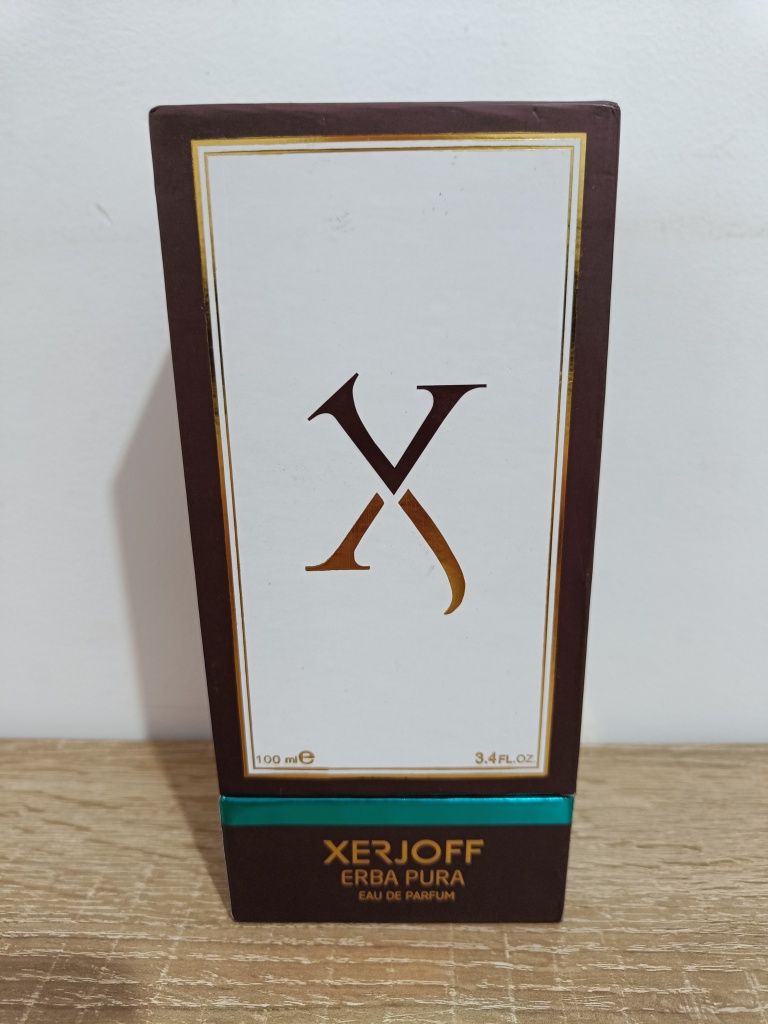 X
100 ml e 3.4 FL.OZ
XERJOFF
ERBA PURA
EAU DE PARFUM